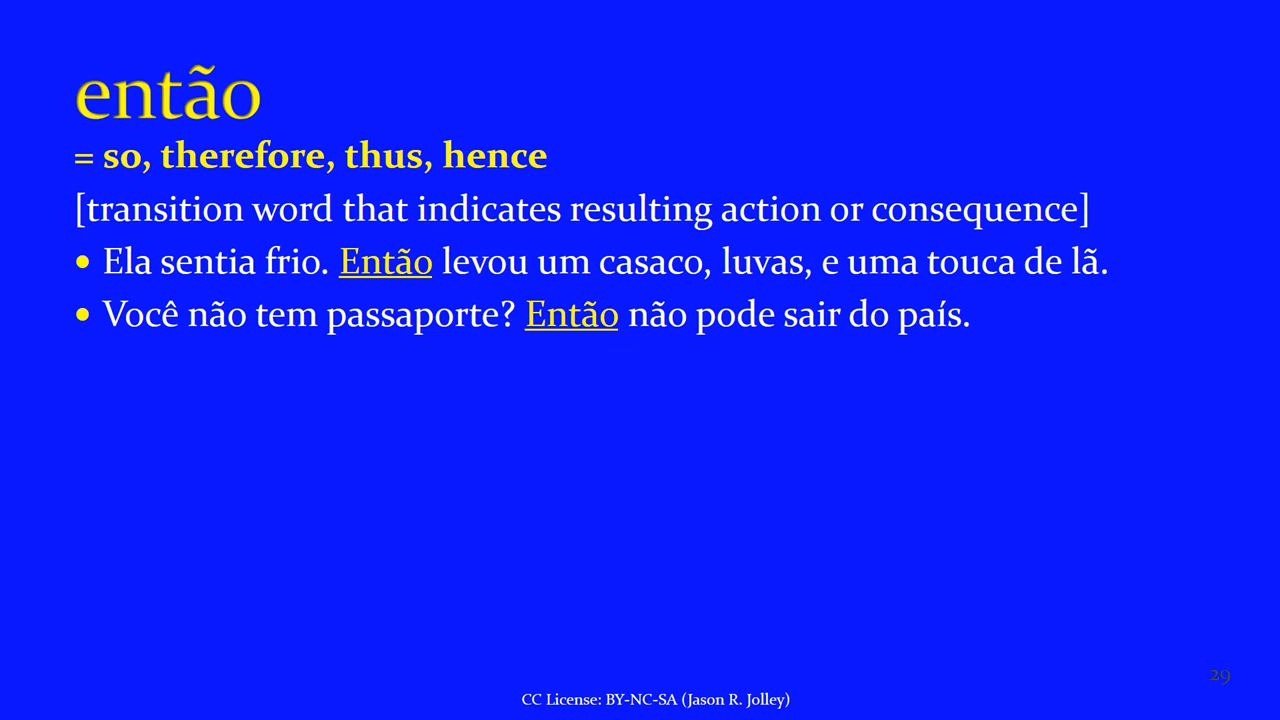 então
= so, therefore, thus, hence
[transition word that indicates resulting action or consequence]
• Ela sentia frio. Então levou um casaco, luvas, e uma touca de lã.
• Você não tem passaporte? Então não pode sair do país.
29
CC License: BY-NC-SA (Jason R. Jolley)